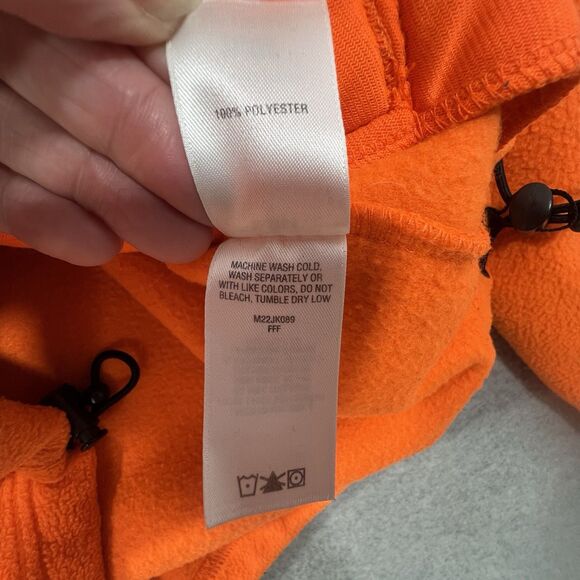 100% POLYESTER
MACHINE WASH COLD,
WASH SEPARATELY OR
WITH LIKE COLORS, DO NOT
BLEACH, TUMBLE DRY LOW
M22JK089
FFF